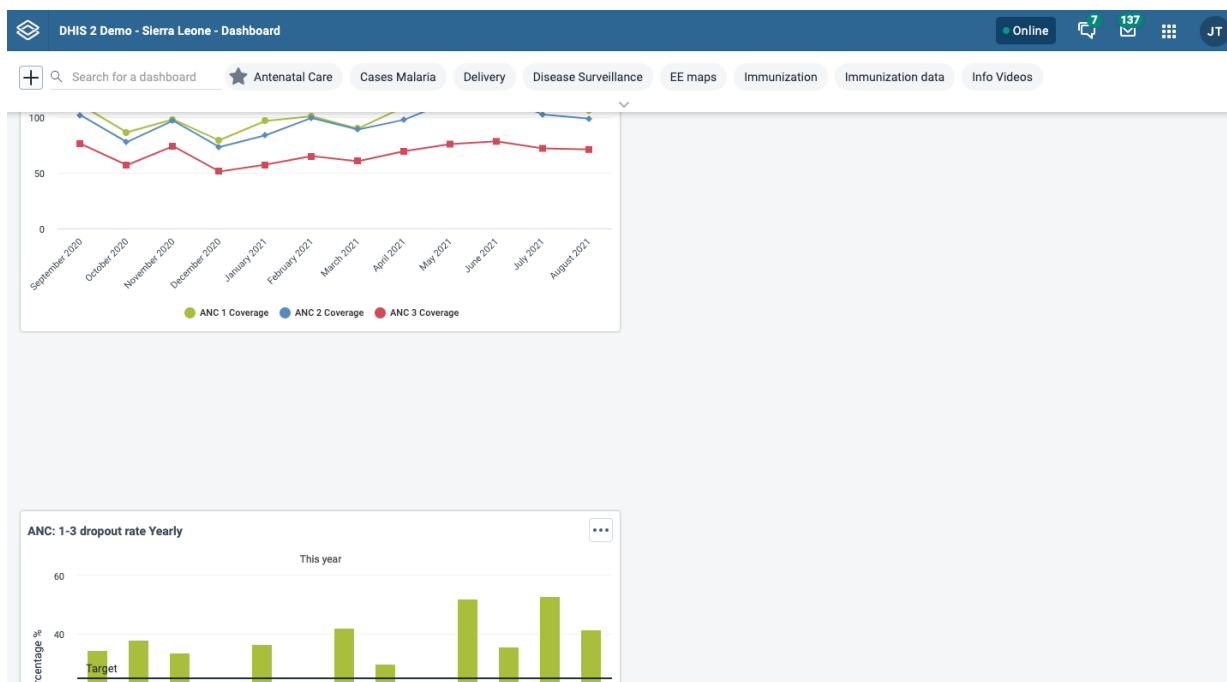 DHIS 2 Demo - Sierra Leone - Dashboard
Online
7
137
JT
Search for a dashboard
Antenatal Care
Cases Malaria
Delivery
Disease Surveillance
EE maps
Immunization
Immunization data
Info Videos
100
50
0
September 2020
October 2020
November 2020
December 2020
January 2021
February 2021
March 2021
April 2021
May 2021
June 2021
July 2021
August 2021
ANC 1 Coverage
ANC 2 Coverage
ANC 3 Coverage
ANC: 1-3 dropout rate Yearly
This year
60
40
Target